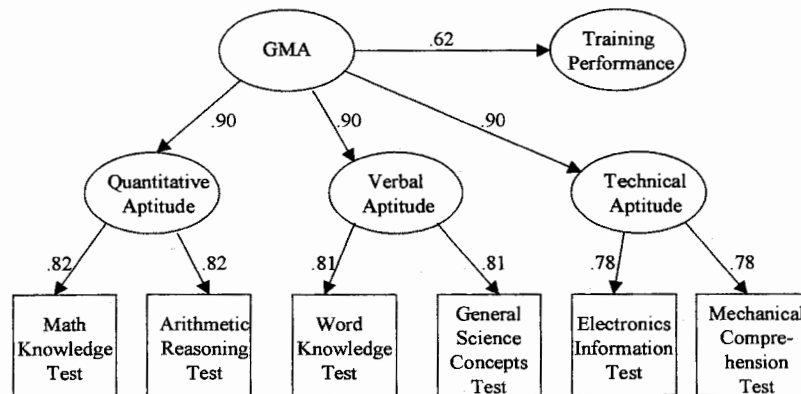 GMA
.62
Training
Performance
.90
.90
.90
Quantitative
Aptitude
Verbal
Aptitude
Technical
Aptitude
.82
.82
.81
.81
.78
.78
Math
Knowledge
Test
Arithmetic
Reasoning
Test
Word
Knowledge
Test
General
Science
Concepts
Test
Electronics
Information
Test
Mechanical
Compre-
hension
Test